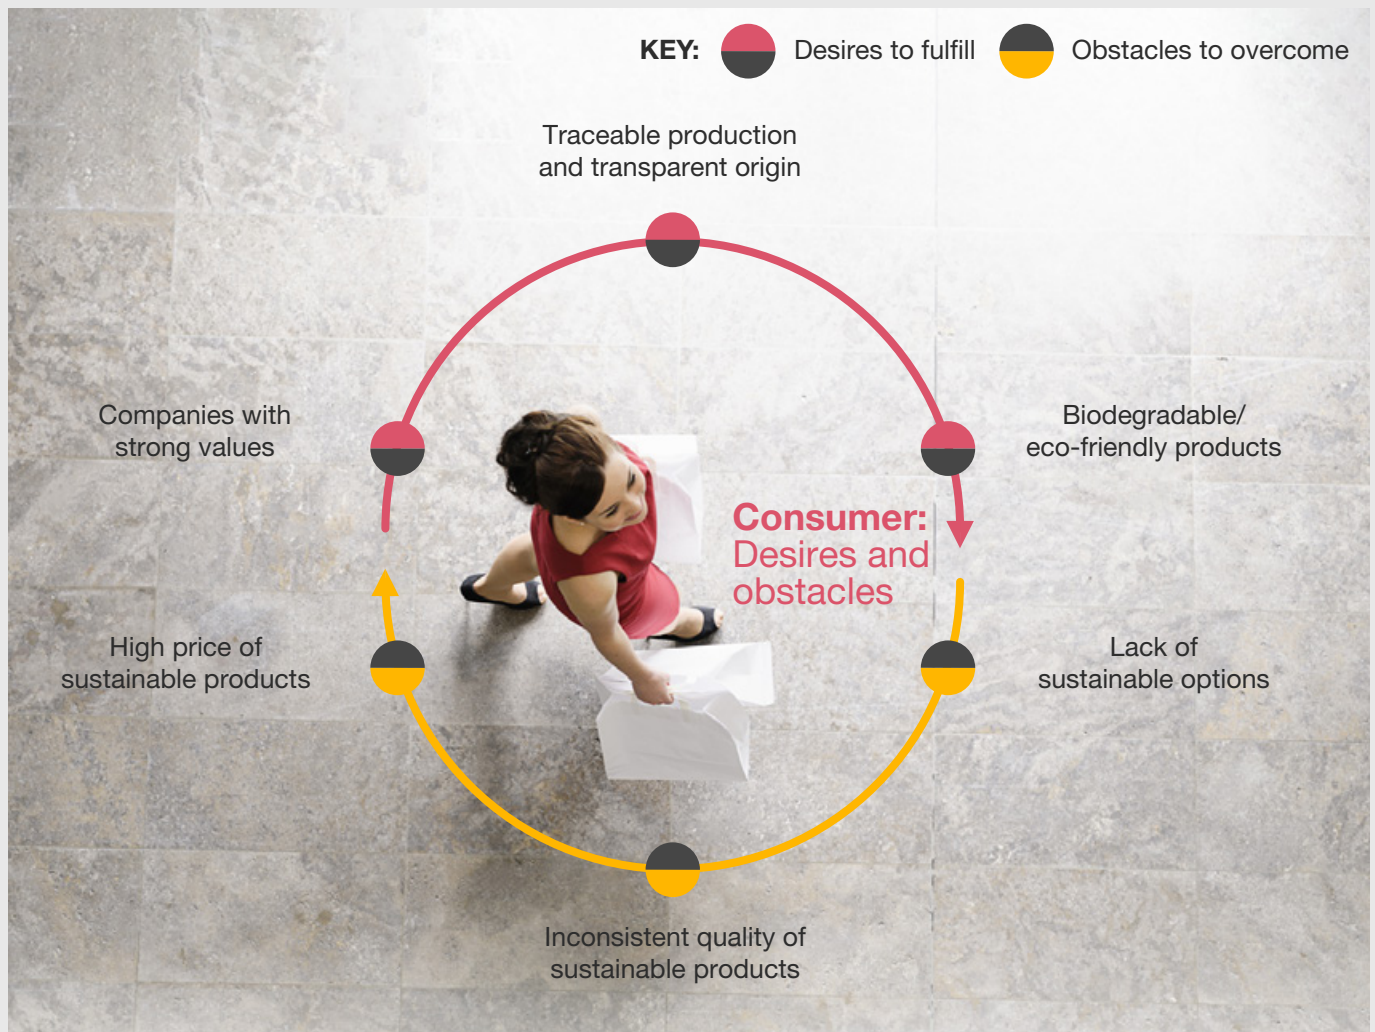 KEY: Desires to fulfill Obstacles to overcome
Traceable production
and transparent origin
Companies with
strong values
Biodegradable/
eco-friendly products
Consumer:
Desires and
obstacles
High price of
sustainable products
Lack of
sustainable options
Inconsistent quality of
sustainable products